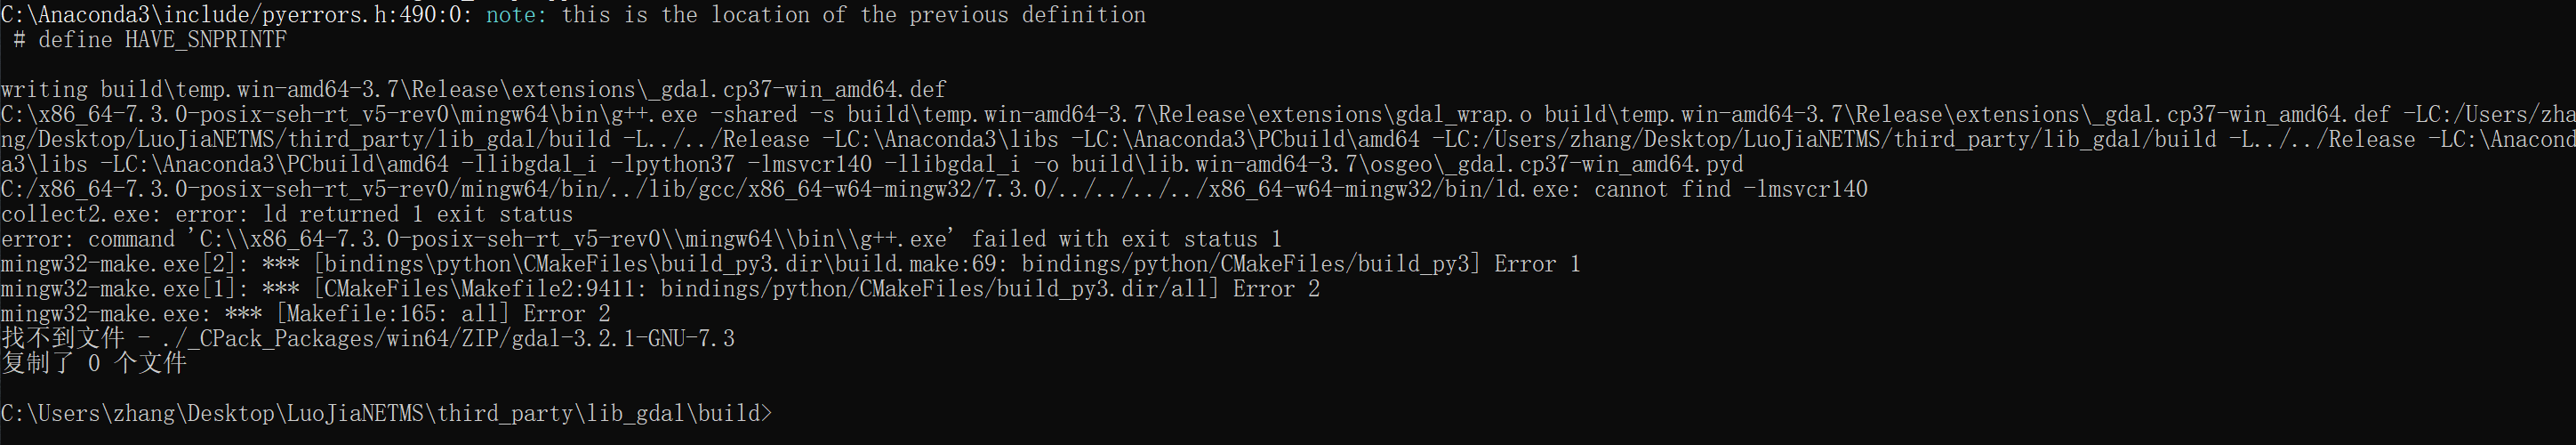 C:\Anaconda3\include/pyerrors.h:490:0: note: this is the location of the previous definition
# define HAVE_SNPRINTF
writing build\temp.win-amd64-3.7\Release\extensions\_gdal.cp37-win_amd64.def
C:\x86_64-7.3.0-posix-seh-rt_v5-rev0\mingw64\bin\g++.exe -shared -s build\temp.win-amd64-3.7\Release\extensions\gdal_wrap.o build\temp.win-amd64-3.7\Release\extensions\_gdal.cp37-win_amd64.def -LC:/Users/zha
ng/Desktop/LuoJiaNETMS/third_party/lib_gdal/build -L../../Release -LC:\Anaconda3\libs -LC:\Anaconda3\PCbuild\amd64 -LC:/Users/zhang/Desktop/LuoJiaNETMS/third_party/lib_gdal/build -L../../Release -LC:\Anacond
a3\libs -LC:\Anaconda3\PCbuild\amd64 -llibgdal_i -lpython37 -lmsvcr140 -llibgdal_i -o build\lib.win-amd64-3.7\osgeo\_gdal.cp37-win_amd64.pyd
C:/x86_64-7.3.0-posix-seh-rt_v5-rev0/mingw64/bin/../lib/gcc/x86_64-w64-mingw32/7.3.0/../../../../x86_64-w64-mingw32/bin/ld.exe: cannot find -lmsvcr140
collect2.exe: error: ld returned 1 exit status
error: command 'C:\\x86_64-7.3.0-posix-seh-rt_v5-rev0\\mingw64\\bin\\g++.exe' failed with exit status 1
mingw32-make.exe[2]: *** [bindings\python\CMakeFiles\build_py3.dir\build.make:69: bindings/python/CMakeFiles/build_py3] Error 1
mingw32-make.exe[1]: *** [CMakeFiles\Makefile2:9411: bindings/python/CMakeFiles/build_py3.dir/all] Error 2
mingw32-make.exe: *** [Makefile:165: all] Error 2
找不到文件 - ./_CPack_Packages/win64/ZIP/gdal-3.2.1-GNU-7.3
复制了 0 个文件
C:\Users\zhang\Desktop\LuoJiaNETMS\third_party\lib_gdal\build>